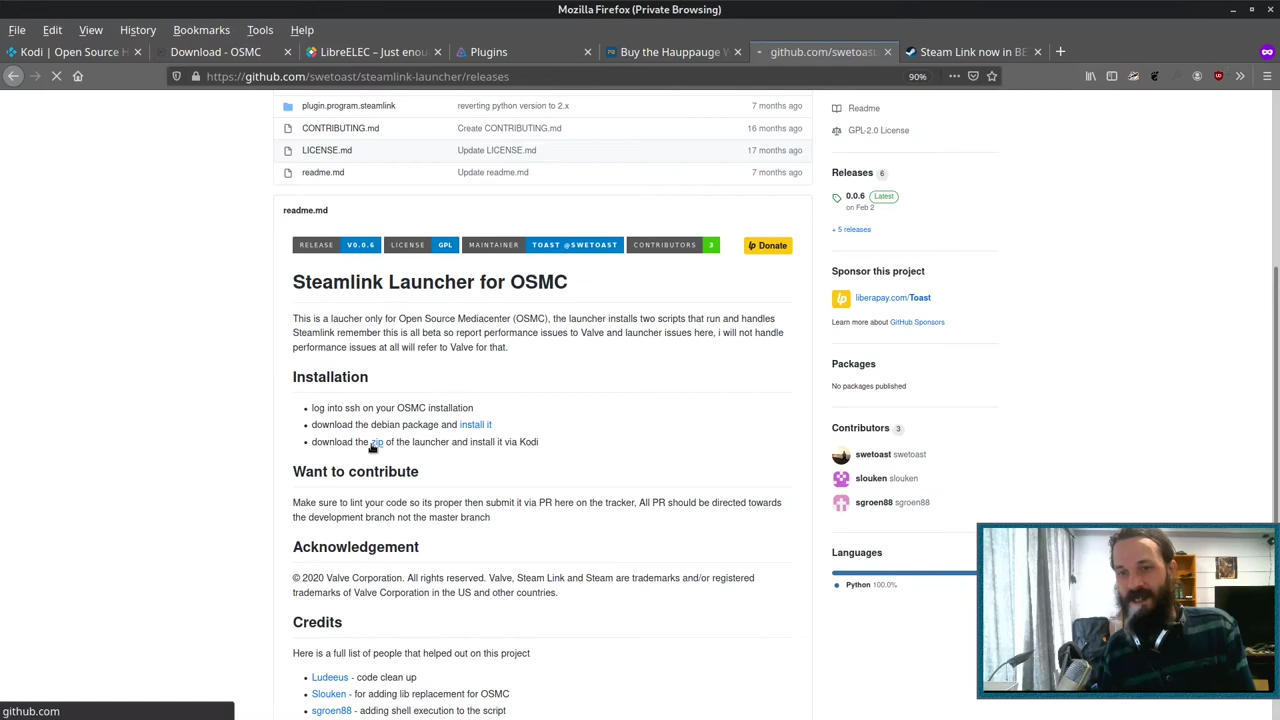 Mozilla Firefox (Private Browsing)
File Edit View History Bookmarks Tools Help
Kodi | Open Source H
Download - OSMC
LibreELEC – Just enou
Plugins
Buy the Hauppauge W
github.com/swetoast
Steam Link now in BE
https://github.com/swetoast/steamlink-launcher/releases
90%
plugin.program.steamlink reverting python version to 2.x 7 months ago
CONTRIBUTING.md Create CONTRIBUTING.md 16 months ago
LICENSE.md Update LICENSE.md 17 months ago
readme.md Update readme.md 7 months ago
readme.md
RELEASE V0.0.6 LICENSE GPL MAINTAINER TOAST @SWETOAST CONTRIBUTORS 3 Donate
Steamlink Launcher for OSMC
This is a laucher only for Open Source Mediacenter (OSMC), the launcher installs two scripts that run and handles
Steamlink remember this is all beta so report performance issues to Valve and launcher issues here, i will not handle
performance issues at all will refer to Valve for that.
Installation
• log into ssh on your OSMC installation
• download the debian package and install it
• download the zip of the launcher and install it via Kodi
Want to contribute
Make sure to lint your code so its proper then submit it via PR here on the tracker, All PR should be directed towards
the development branch not the master branch
Acknowledgement
© 2020 Valve Corporation. All rights reserved. Valve, Steam Link and Steam are trademarks and/or registered
trademarks of Valve Corporation in the US and other countries.
Credits
Here is a full list of people that helped out on this project
• Ludeeus - code clean up
• Slouken - for adding lib replacement for OSMC
• sgroen88 - adding shell execution to the script
Readme
GPL-2.0 License
Releases 6
0.0.6 Latest
on Feb 2
+ 5 releases
Sponsor this project
liberapay.com/Toast
Learn more about GitHub Sponsors
Packages
No packages published
Contributors 3
swetoast swetoast
slouken slouken
sgroen88 sgroen88
Languages
Python 100.0%
github.com